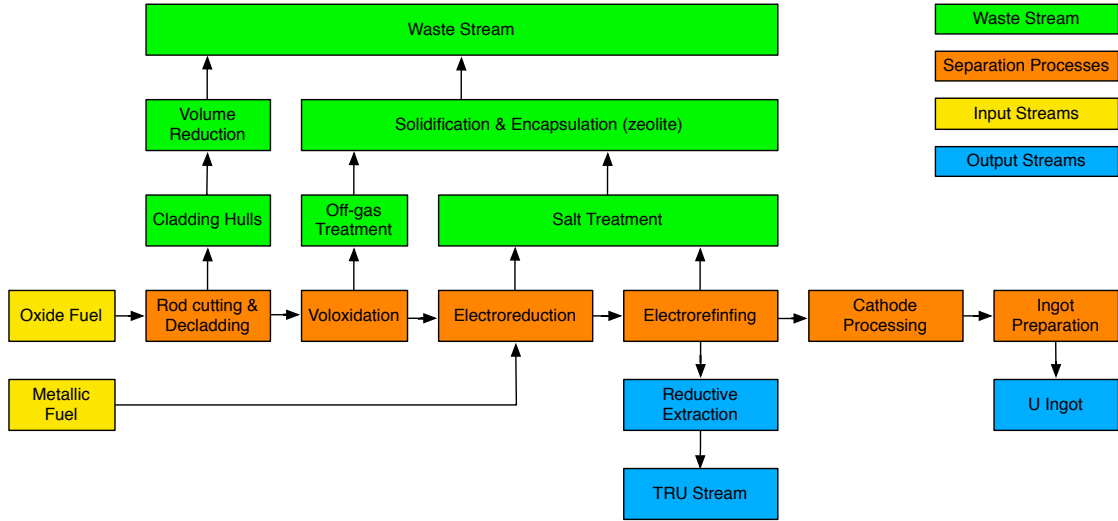 Waste Stream
Waste Stream
Separation Processes
Input Streams
Output Streams
Volume
Reduction
Solidification & Encapsulation (zeolite)
Cladding Hulls
Off-gas
Treatment
Salt Treatment
Oxide Fuel
Rod cutting &
Decladding
Voloxidation
Electroreduction
Electrorefinfing
Cathode
Processing
Ingot
Preparation
Metallic
Fuel
Reductive
Extraction
U Ingot
TRU Stream